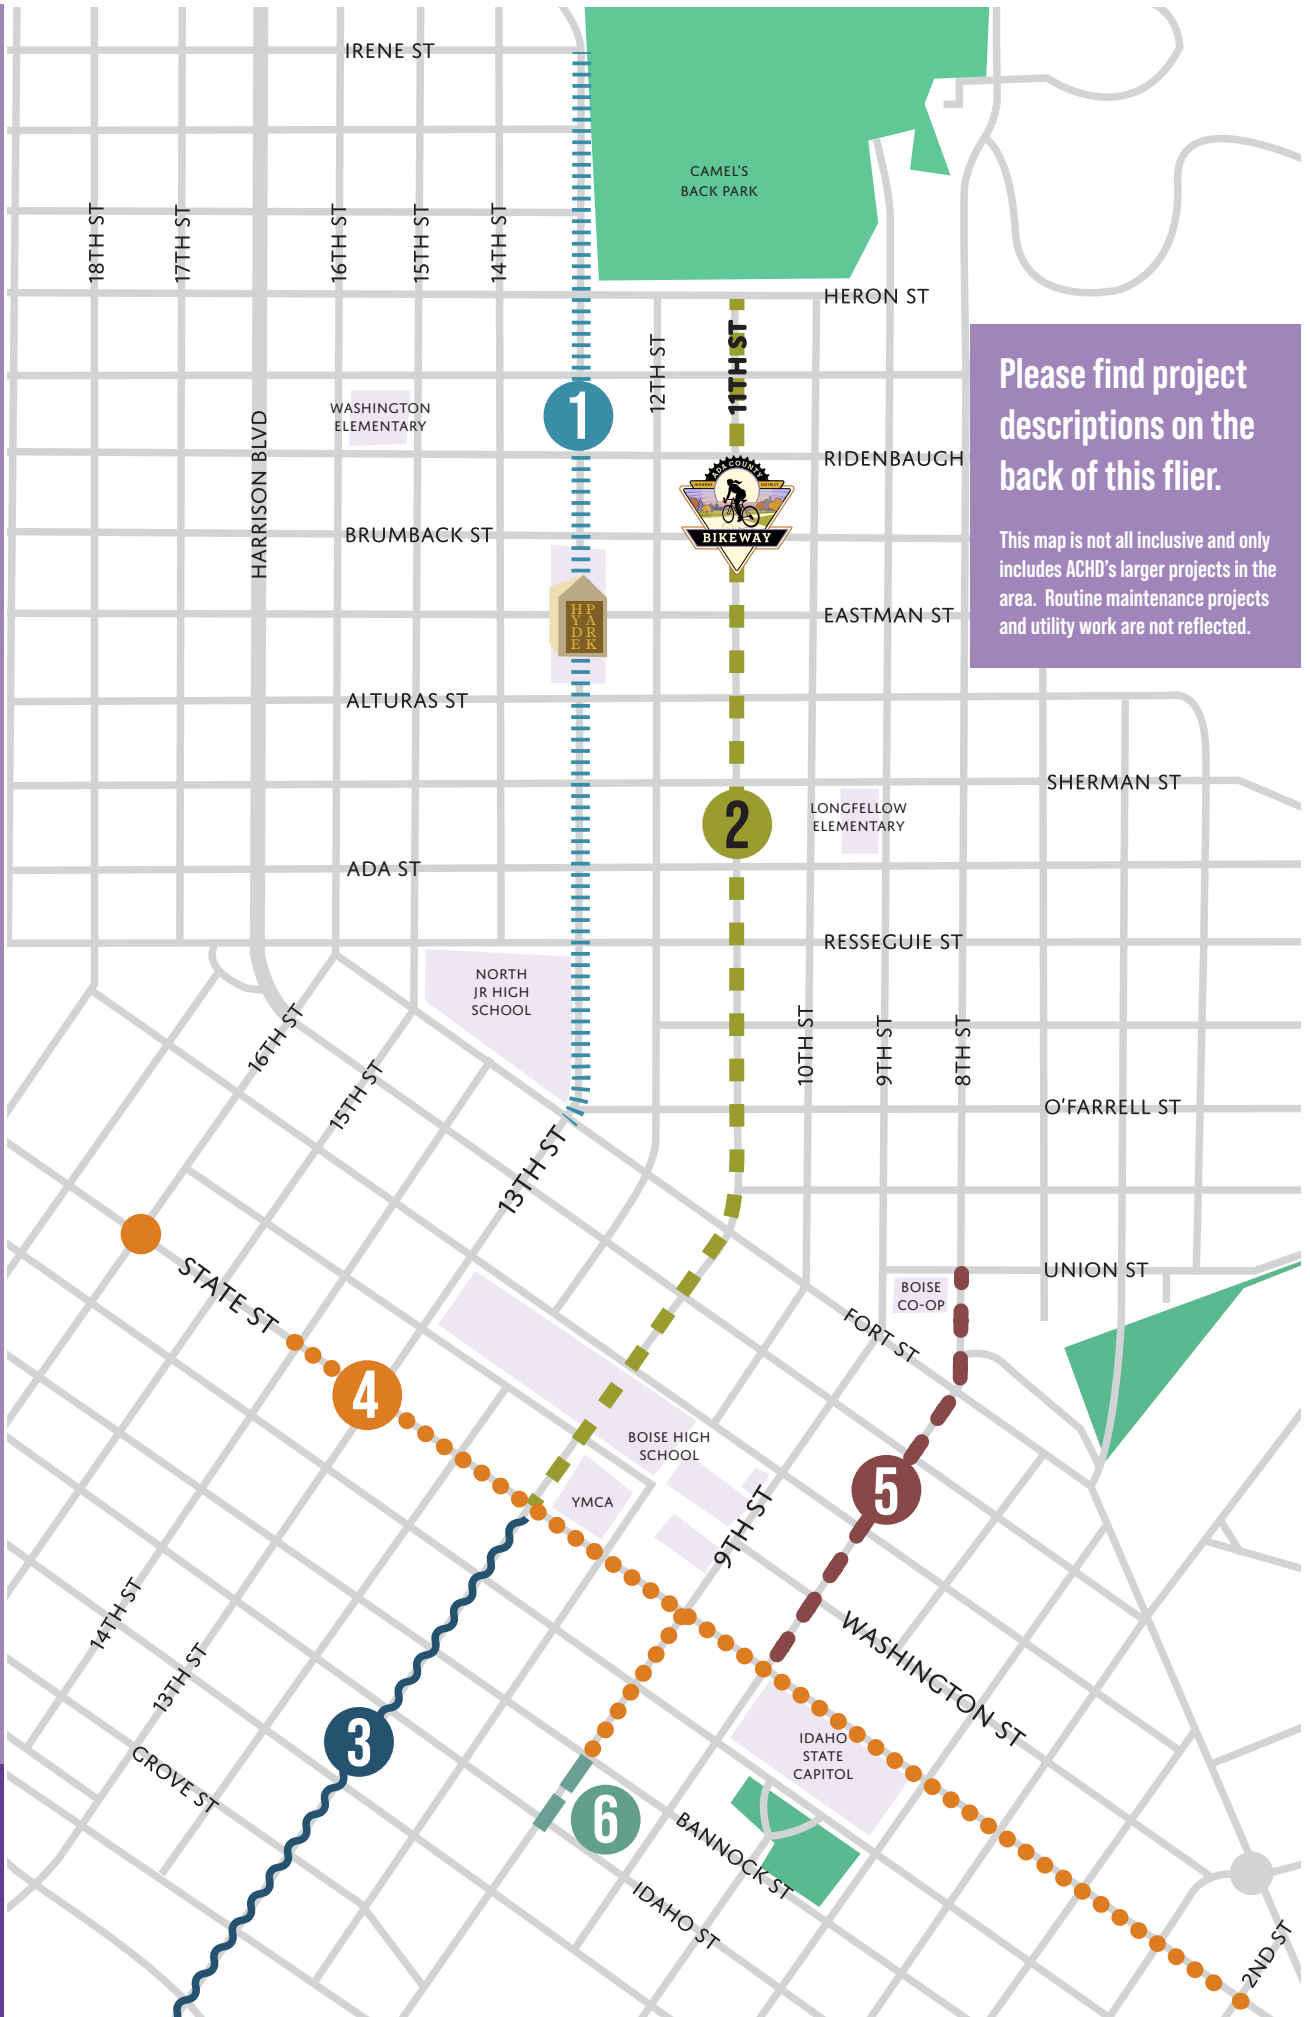 IRENE ST
CAMEL'S
BACK PARK
18TH ST
17TH ST
16TH ST
15TH ST
14TH ST
HERON ST
12TH ST
11TH ST
Please find project
descriptions on the
back of this flier.
This map is not all inclusive and only
includes ACHD's larger projects in the
area. Routine maintenance projects
and utility work are not reflected.
WASHINGTON
ELEMENTARY
1
HARRISON BLVD
RIDENBAUGH
ADA COUNTY
HIGHWAY DISTRICT
BIKEWAY
BRUMBACK ST
HYDE PARK
EASTMAN ST
ALTURAS ST
SHERMAN ST
2
LONGFELLOW
ELEMENTARY
ADA ST
RESSEGUIE ST
NORTH
JR HIGH
SCHOOL
16TH ST
15TH ST
13TH ST
10TH ST
9TH ST
8TH ST
O'FARRELL ST
UNION ST
BOISE
CO-OP
FORT ST
STATE ST
4
BOISE HIGH
SCHOOL
YMCA
9TH ST
5
14TH ST
13TH ST
WASHINGTON ST
3
GROVE ST
IDAHO
STATE
CAPITOL
6
BANNOCK ST
IDAHO ST
2ND ST